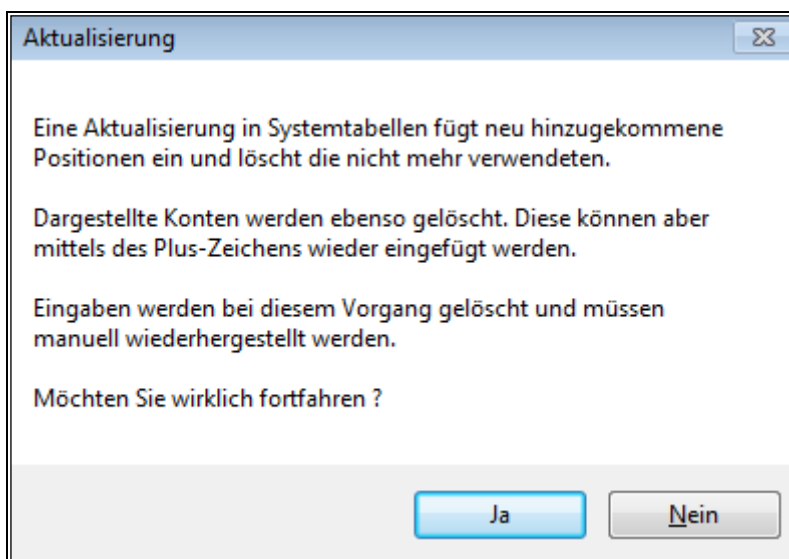 Aktualisierung
Eine Aktualisierung in Systemtabellen fügt neu hinzugekommene
Positionen ein und löscht die nicht mehr verwendeten.
Dargestellte Konten werden ebenso gelöscht. Diese können aber
mittels des Plus-Zeichens wieder eingefügt werden.
Eingaben werden bei diesem Vorgang gelöscht und müssen
manuell wiederhergestellt werden.
Möchten Sie wirklich fortfahren ?
Ja
Nein